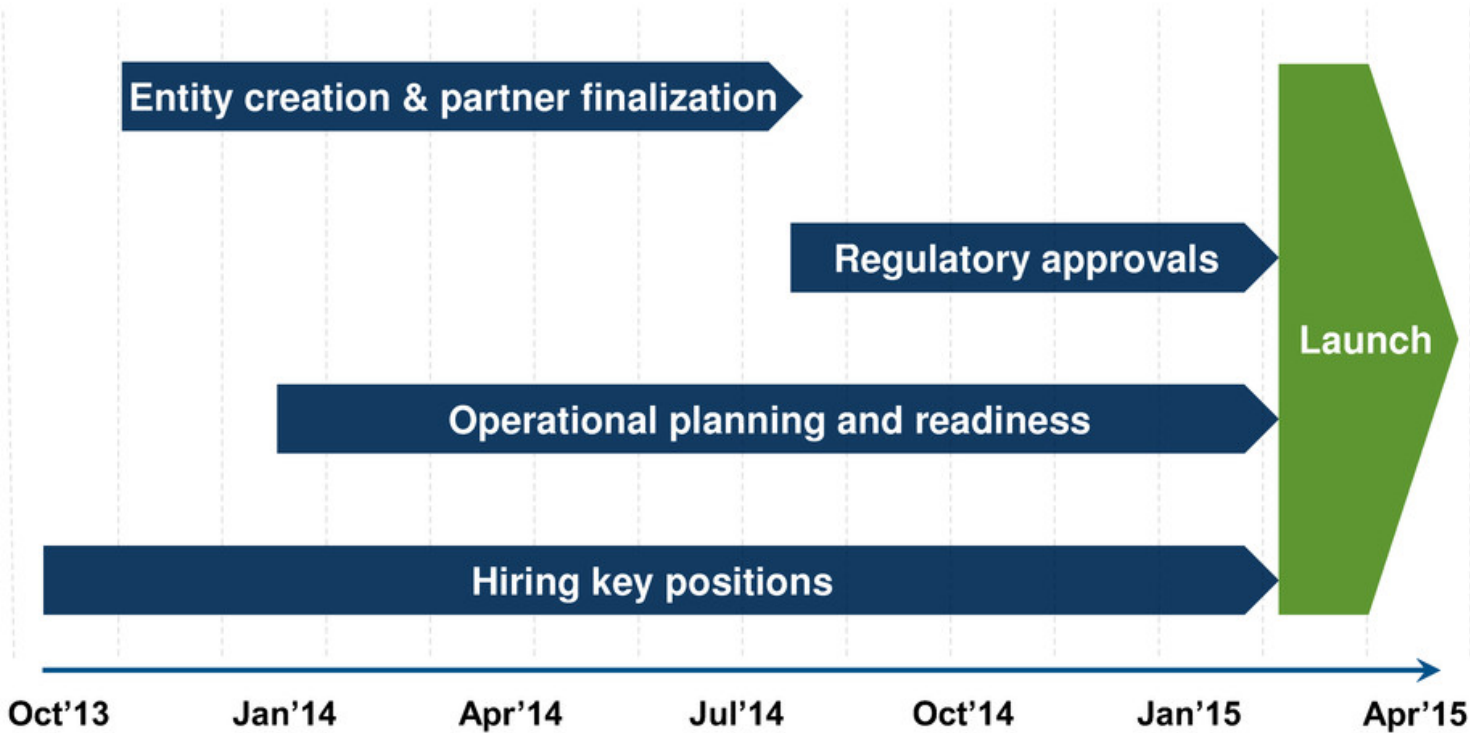 Entity creation & partner finalization
Regulatory approvals
Launch
Operational planning and readiness
Hiring key positions
Oct'13 Jan'14 Apr'14 Jul'14 Oct'14 Jan'15 Apr'15